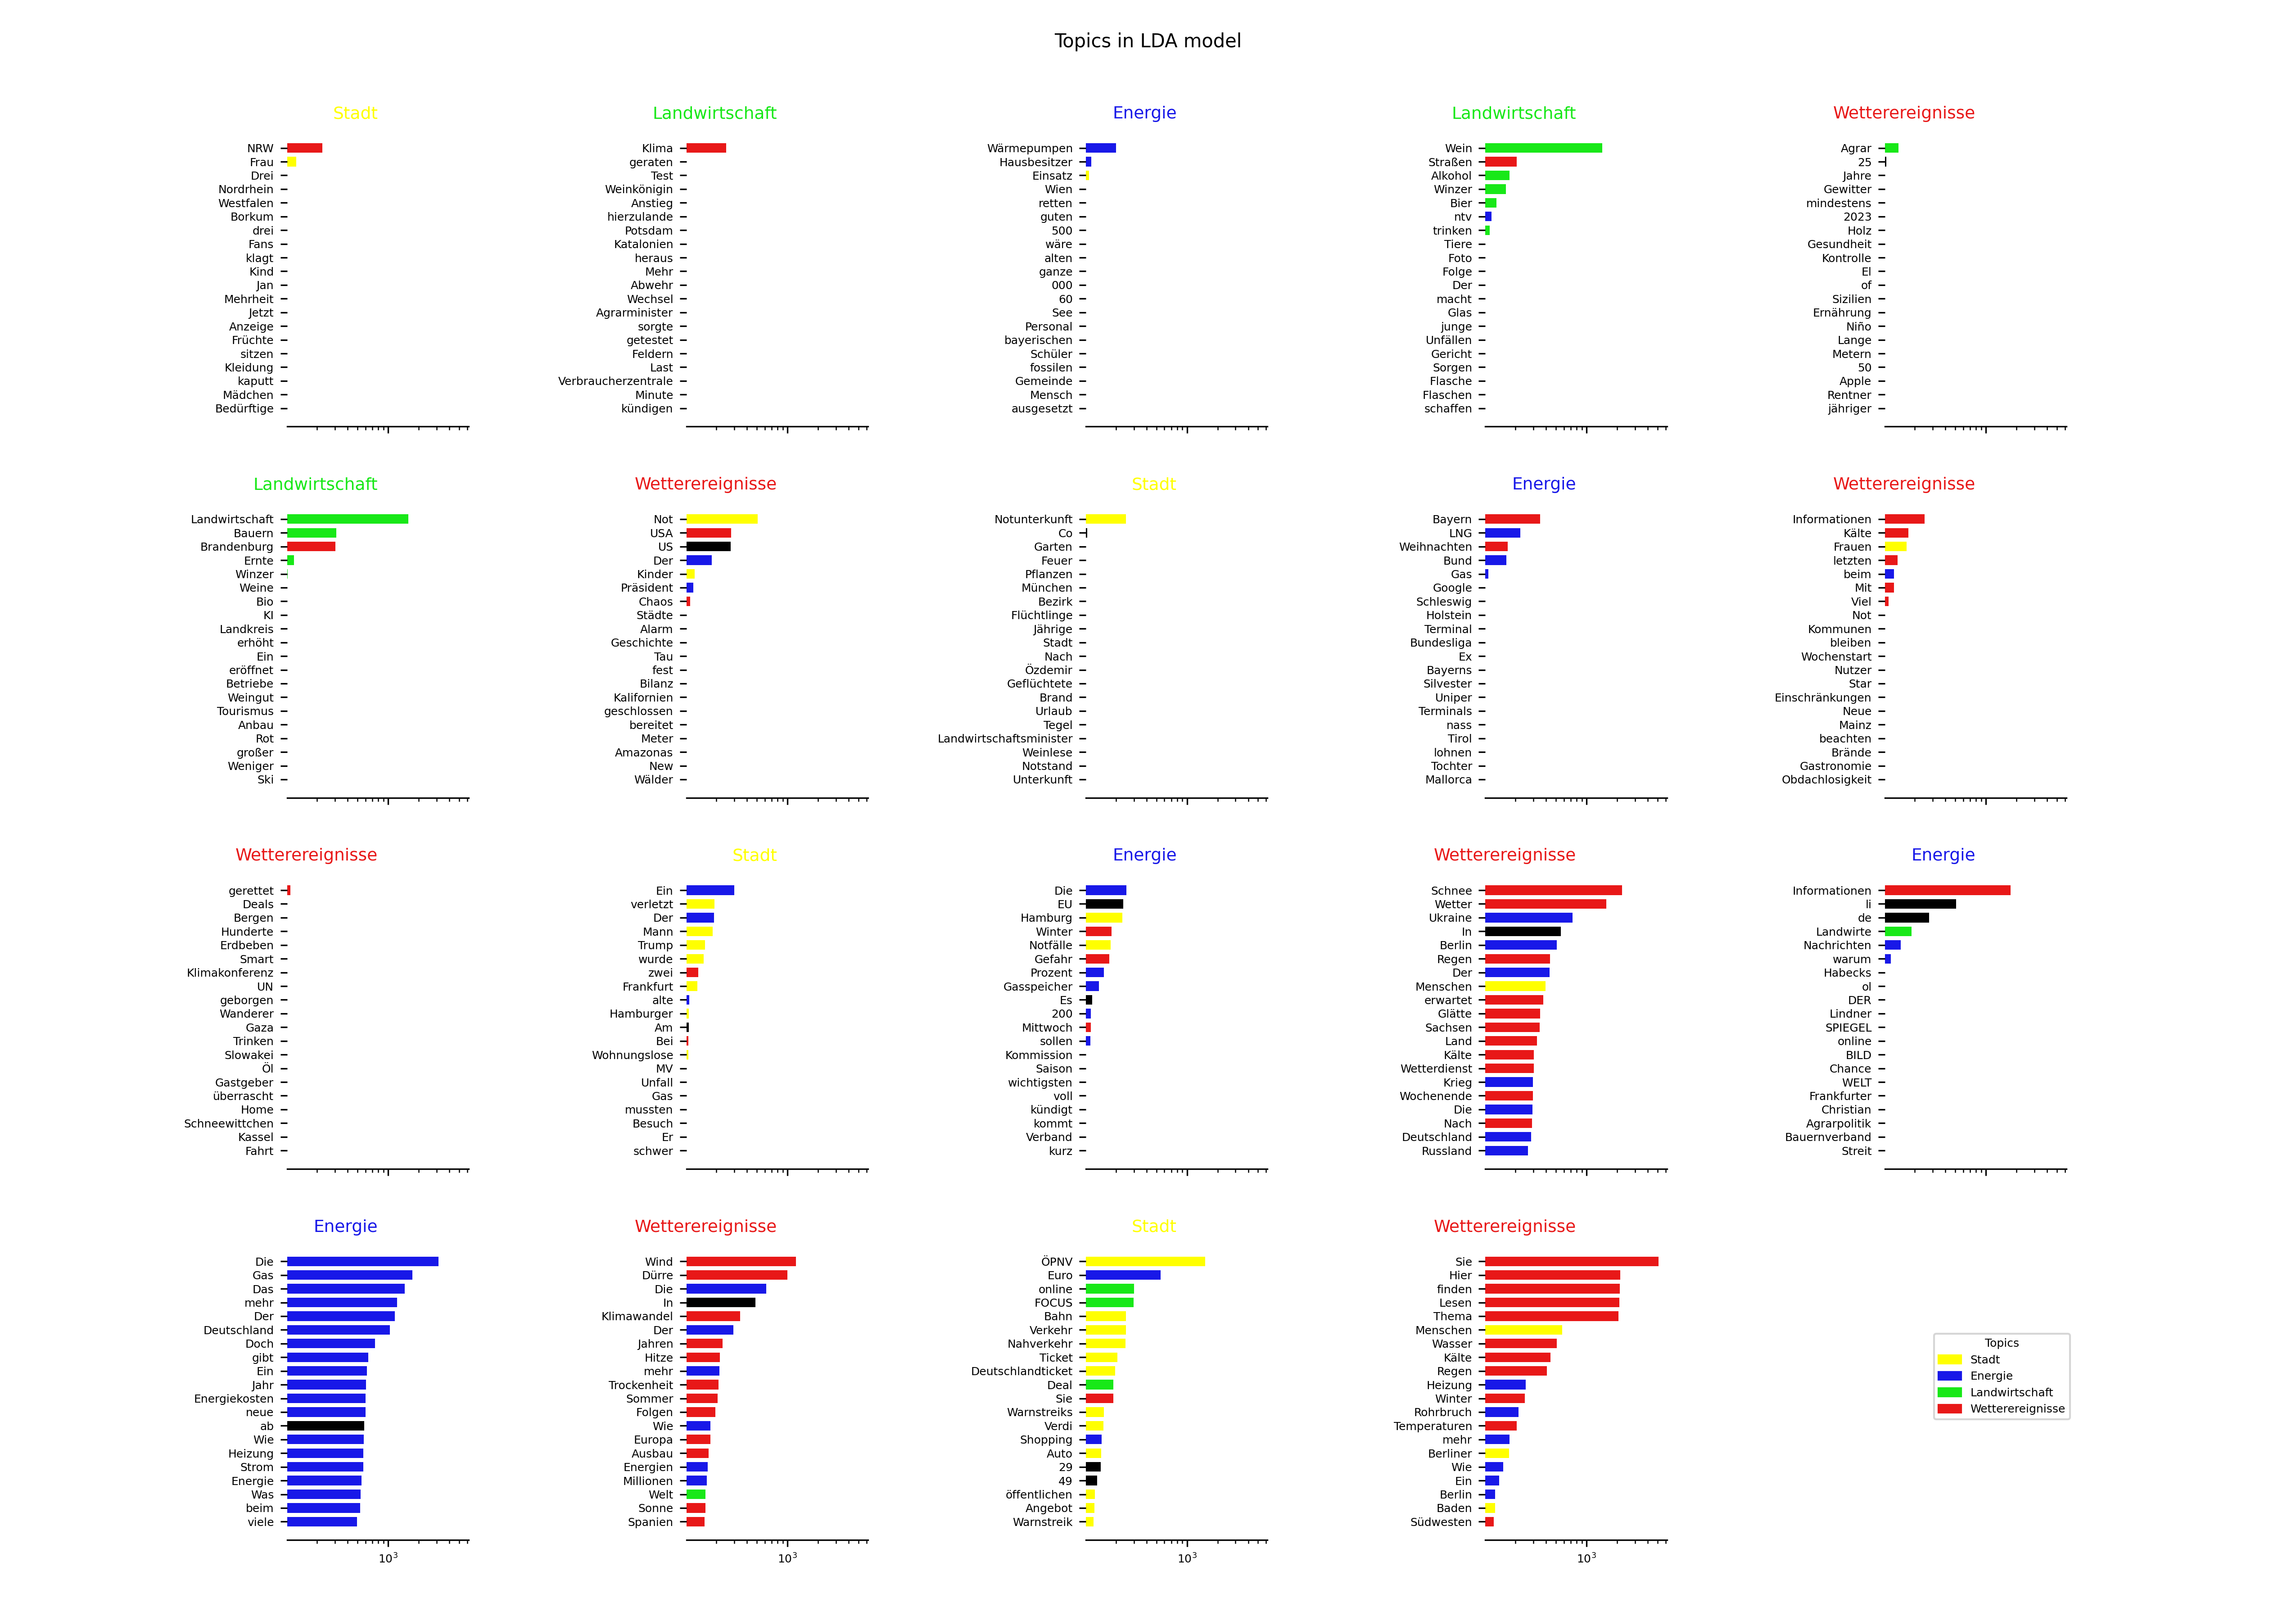 Topics in LDA model
Stadt
NRW
Frau
Drei
Nordrhein
Westfalen
Borkum
drei
Fans
klagt
Kind
Jan
Mehrheit
Jetzt
Anzeige
Früchte
sitzen
Kleidung
kaputt
Mädchen
Bedürftige
Landwirtschaft
Klima
geraten
Test
Weinkönigin
Anstieg
hierzulande
Potsdam
Katalonien
heraus
Mehr
Abwehr
Wechsel
Agrarminister
sorgte
getestet
Feldern
Last
Verbraucherzentrale
Minute
kündigen
Energie
Wärmepumpen
Hausbesitzer
Einsatz
Wien
retten
guten
500
wäre
alten
ganze
000
60
See
Personal
bayerischen
Schüler
fossilen
Gemeinde
Mensch
ausgesetzt
Landwirtschaft
Wein
Straßen
Alkohol
Winzer
Bier
ntv
trinken
Tiere
Foto
Folge
Der
macht
Glas
junge
Unfällen
Gericht
Sorgen
Flasche
Flaschen
schaffen
Wetterereignisse
Agrar
25
Jahre
Gewitter
mindestens
2023
Holz
Gesundheit
Kontrolle
El
of
Sizilien
Ernährung
Niño
Lange
Metern
50
Apple
Rentner
jähriger
Landwirtschaft
Landwirtschaft
Bauern
Brandenburg
Ernte
Winzer
Weine
Bio
KI
Landkreis
erhöht
Ein
eröffnet
Betriebe
Weingut
Tourismus
Anbau
Rot
großer
Weniger
Ski
Wetterereignisse
Not
USA
US
Der
Kinder
Präsident
Chaos
Städte
Alarm
Geschichte
Tau
fest
Bilanz
Kalifornien
geschlossen
bereitet
Meter
Amazonas
New
Wälder
Stadt
Notunterkunft
Co
Garten
Feuer
Pflanzen
München
Bezirk
Flüchtlinge
Jährige
Stadt
Nach
Özdemir
Geflüchtete
Brand
Urlaub
Tegel
Landwirtschaftsminister
Weinlese
Notstand
Unterkunft
Energie
Bayern
LNG
Weihnachten
Bund
Gas
Google
Schleswig
Holstein
Terminal
Bundesliga
Ex
Bayerns
Silvester
Uniper
Terminals
nass
Tirol
lohnen
Tochter
Mallorca
Wetterereignisse
Informationen
Kälte
Frauen
letzten
beim
Mit
Viel
Not
Kommunen
bleiben
Wochenstart
Nutzer
Star
Einschränkungen
Neue
Mainz
beachten
Brände
Gastronomie
Obdachlosigkeit
Wetterereignisse
gerettet
Deals
Bergen
Hunderte
Erdbeben
Smart
Klimakonferenz
UN
geborgen
Wanderer
Gaza
Trinken
Slowakei
Öl
Gastgeber
überrascht
Home
Schneewittchen
Kassel
Fahrt
Stadt
Ein
verletzt
Der
Mann
Trump
wurde
zwei
Frankfurt
alte
Hamburger
Am
Bei
Wohnungslose
MV
Unfall
Gas
mussten
Besuch
Er
schwer
Energie
Die
EU
Hamburg
Winter
Notfälle
Gefahr
Prozent
Gasspeicher
Es
200
Mittwoch
sollen
Kommission
Saison
wichtigsten
voll
kündigt
kommt
Verband
kurz
Wetterereignisse
Schnee
Wetter
Ukraine
In
Berlin
Regen
Der
Menschen
erwartet
Glätte
Sachsen
Land
Kälte
Wetterdienst
Krieg
Wochenende
Die
Nach
Deutschland
Russland
Energie
Informationen
li
de
Landwirte
Nachrichten
warum
Habecks
ol
DER
Lindner
SPIEGEL
online
BILD
Chance
WELT
Frankfurter
Christian
Agrarpolitik
Bauernverband
Streit
Energie
Die
Gas
Das
mehr
Der
Deutschland
Doch
gibt
Ein
Jahr
Energiekosten
neue
ab
Wie
Heizung
Strom
Energie
Was
beim
viele
10³
Wetterereignisse
Wind
Dürre
Die
In
Klimawandel
Der
Jahren
Hitze
mehr
Trockenheit
Sommer
Folgen
Wie
Europa
Ausbau
Energien
Millionen
Welt
Sonne
Spanien
10³
Stadt
ÖPNV
Euro
online
FOCUS
Bahn
Verkehr
Nahverkehr
Ticket
Deutschlandticket
Deal
Sie
Warnstreiks
Verdi
Shopping
Auto
29
49
öffentlichen
Angebot
Warnstreik
10³
Wetterereignisse
Sie
Hier
finden
Lesen
Thema
Menschen
Wasser
Kälte
Regen
Heizung
Winter
Rohrbruch
Temperaturen
mehr
Berliner
Wie
Ein
Berlin
Baden
Südwesten
10³
Topics
Stadt
Energie
Landwirtschaft
Wetterereignisse